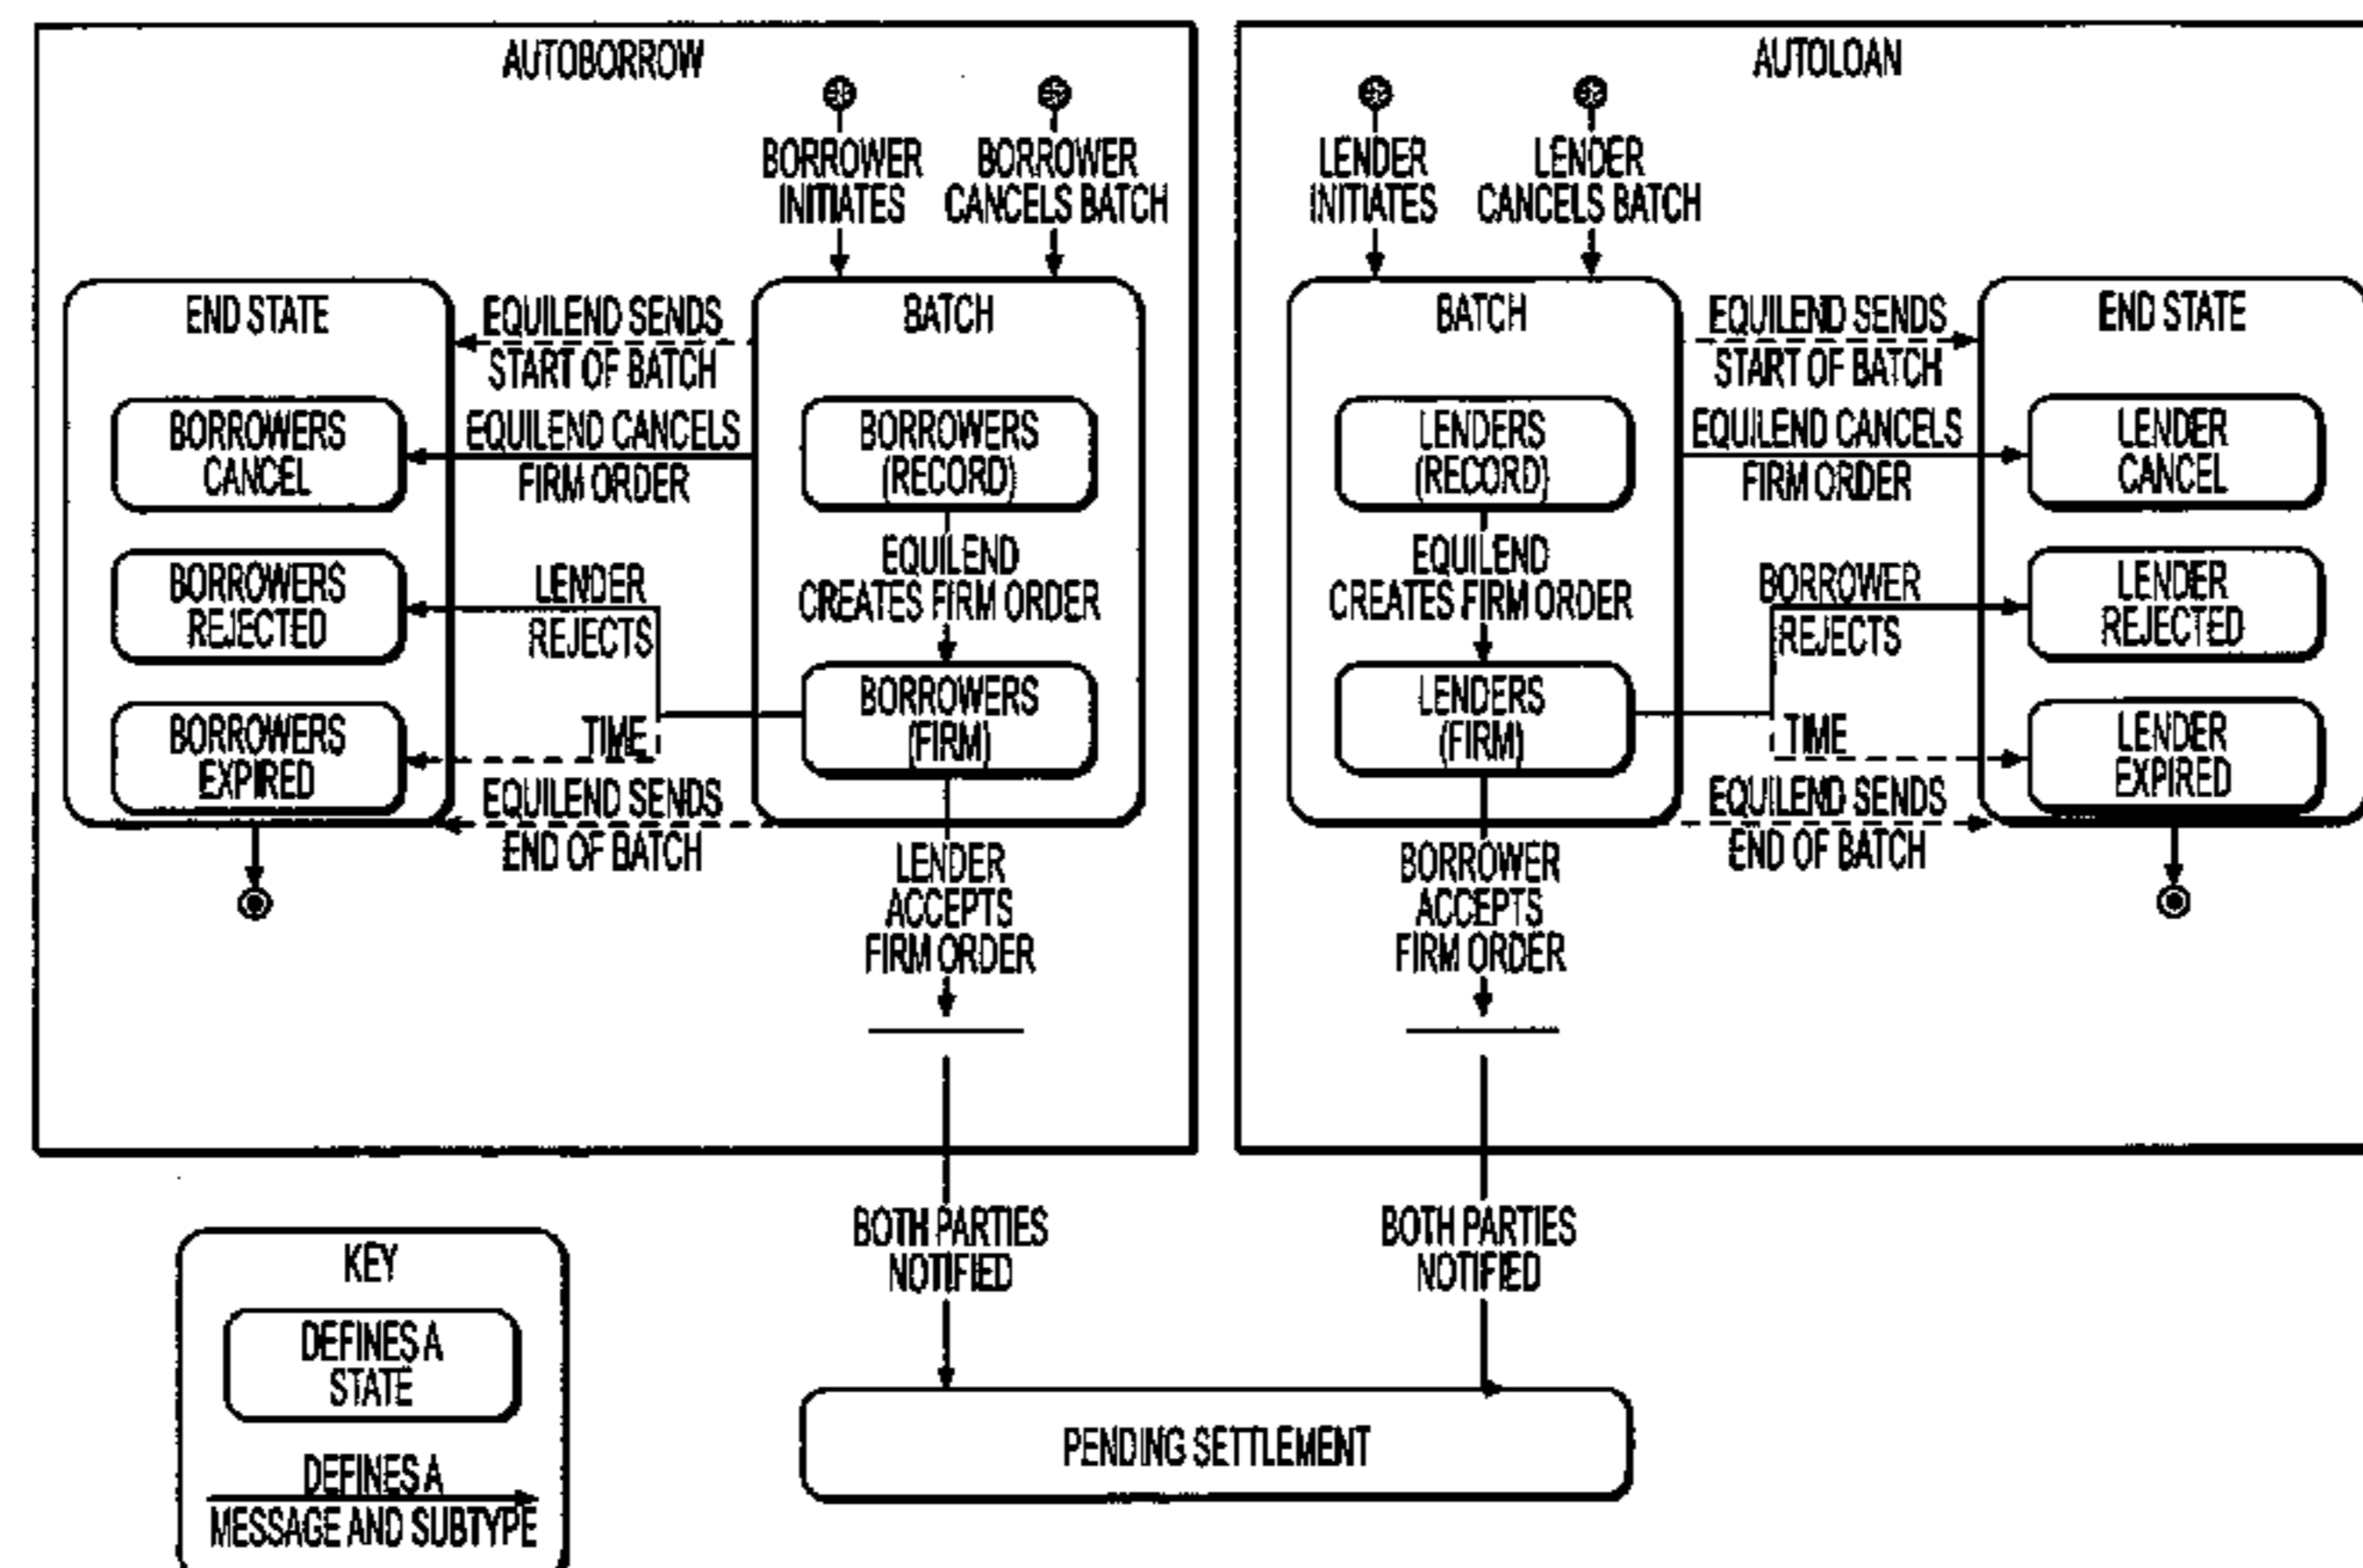 AUTOBORROW
BORROWER
INITIATES
BORROWER
CANCELS BATCH
END STATE
EQUILEND SENDS
START OF BATCH
BATCH
BORROWERS
CANCEL
EQUILEND CANCELS
FIRM ORDER
BORROWERS
(RECORD)
EQUILEND
CREATES FIRM ORDER
BORROWERS
REJECTED
LENDER
REJECTS
BORROWERS
(FIRM)
TIME
BORROWERS
EXPIRED
EQUILEND SENDS
END OF BATCH
LENDER
ACCEPTS
FIRM ORDER
BOTH PARTIES
NOTIFIED
AUTOLOAN
LENDER
INITIATES
LENDER
CANCELS BATCH
BATCH
EQUILEND SENDS
START OF BATCH
END STATE
LENDERS
(RECORD)
EQUILEND CANCELS
FIRM ORDER
LENDER
CANCEL
EQUILEND
CREATES FIRM ORDER
BORROWER
REJECTS
LENDER
REJECTED
LENDERS
(FIRM)
TIME
LENDER
EXPIRED
EQUILEND SENDS
END OF BATCH
BORROWER
ACCEPTS
FIRM ORDER
BOTH PARTIES
NOTIFIED
PENDING SETTLEMENT
KEY
DEFINES A
STATE
DEFINES A
MESSAGE AND SUBTYPE